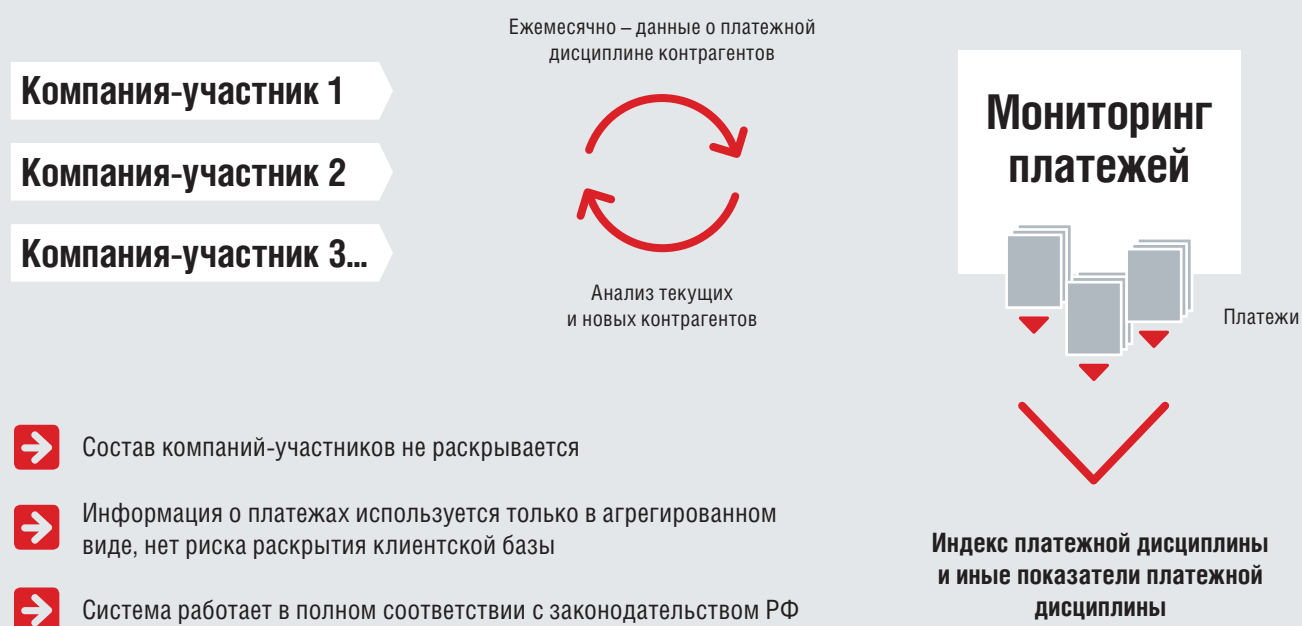 Ежемесячно – данные о платежной
дисциплине контрагентов
Компания-участник 1
Компания-участник 2
Компания-участник 3...
Анализ текущих
и новых контрагентов
Мониторинг
платежей
Платежи
Состав компаний-участников не раскрывается
Информация о платежах используется только в агрегированном
виде, нет риска раскрытия клиентской базы
Система работает в полном соответствии с законодательством РФ
Индекс платежной дисциплины
и иные показатели платежной
дисциплины